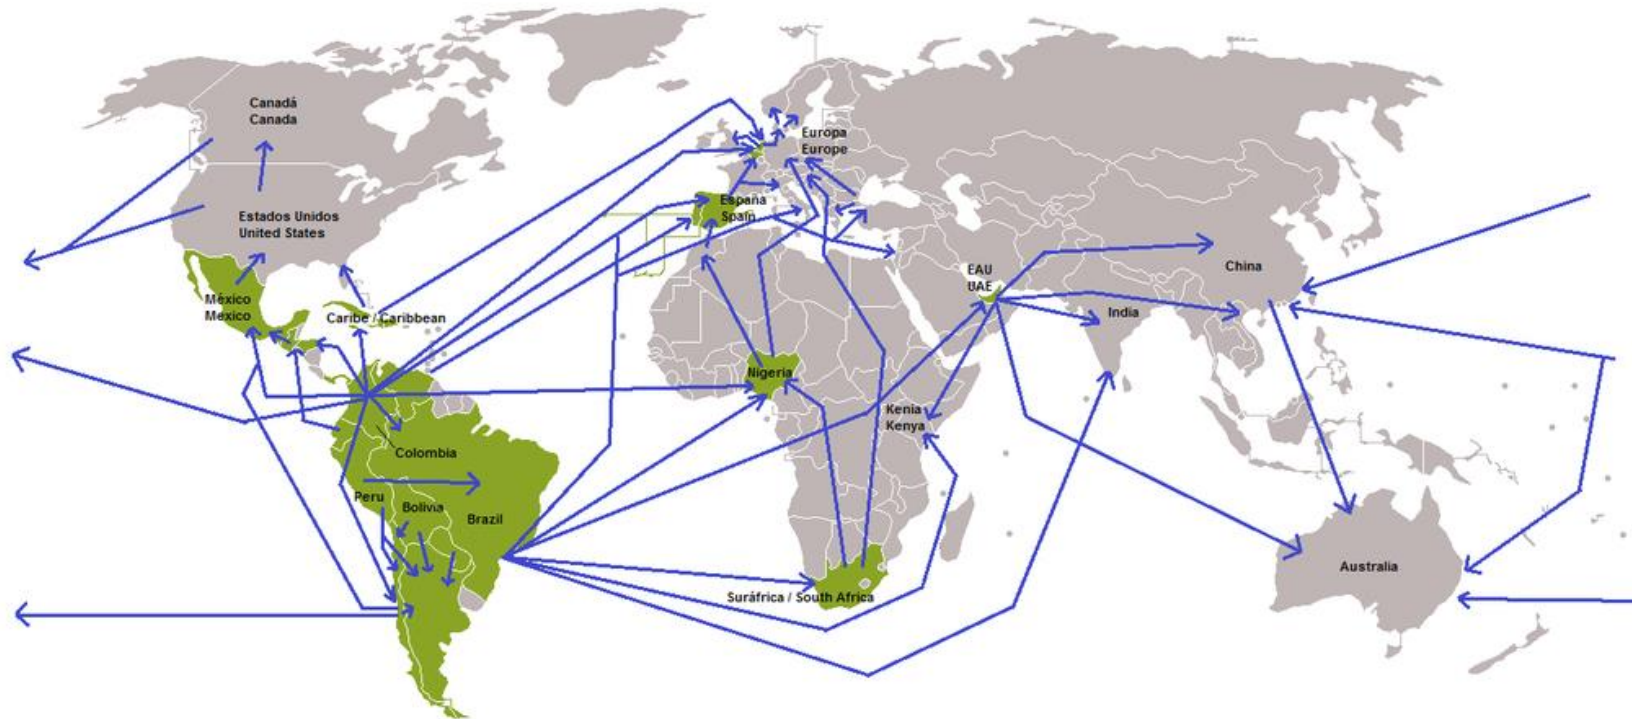 Canadá
Canada
Europa
Europe
España
Spain
Estados Unidos
United States
China
EAU
UAE
México
Mexico
Caribe / Caribbean
India
Nigeria
Kenia
Kenya
Colombia
Peru
Bolivia
Brazil
Australia
Suráfrica / South Africa